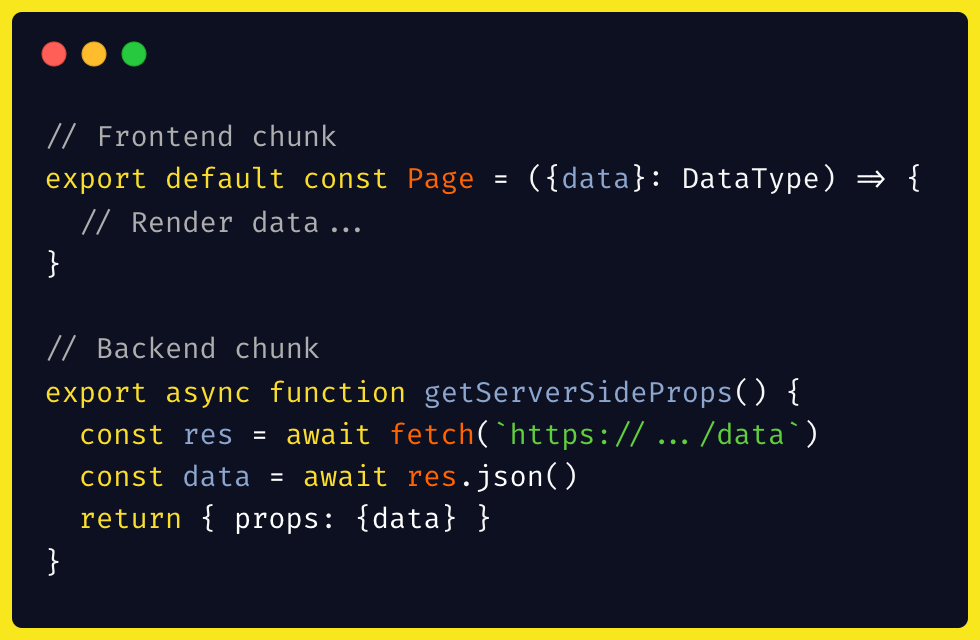 // Frontend chunk
export default const Page = ({data}: DataType) => {
  // Render data...
}
// Backend chunk
export async function getServerSideProps() {
  const res = await fetch(`https://.../data`)
  const data = await res.json()
  return { props: {data} }
}